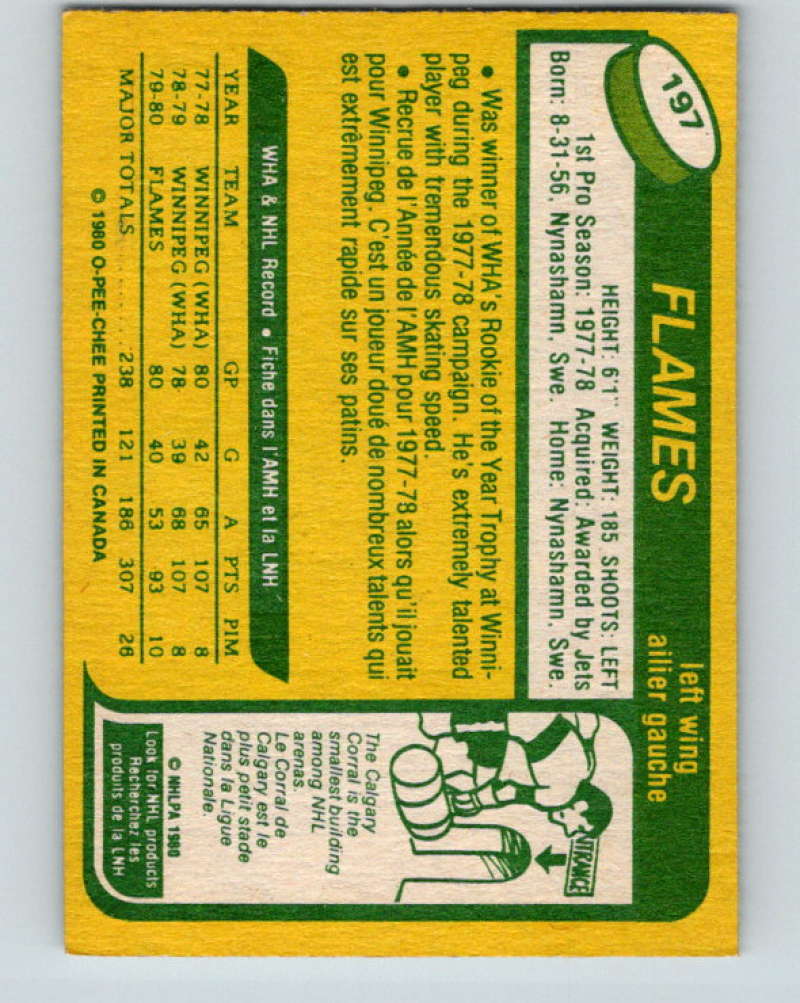 197
FLAMES
left wing
ailier gauche
HEIGHT: 6'1" WEIGHT: 185 SHOOTS: LEFT
1st Pro Season: 1977-78 Acquired: Awarded by Jets
Born: 8-31-56, Nynashamn, Swe. Home: Nynashamn, Swe.
• Was winner of WHA's Rookie of the Year Trophy at Winni-
peg during the 1977-78 campaign. He's extremely talented
player with tremendous skating speed.
• Recrue de l'Année de l'AMH pour 1977-78 alors qu'il jouait
pour Winnipeg. C'est un joueur doué de nombreux talents qui
est extrêmement rapide sur ses patins.
WHA & NHL Record • Fiche dans l'AMH et la LNH
YEAR TEAM GP G A PTS PIM
77-78 WINNIPEG (WHA) 80 42 65 107 8
78-79 WINNIPEG (WHA) 78 39 68 107 8
79-80 FLAMES 80 40 53 93 10
MAJOR TOTALS ........ 238 121 186 307 26
© 1980 O-PEE-CHEE PRINTED IN CANADA
ENTRANCE
The Calgary
Corral is the
smallest building
among NHL
arenas.
Le Corral de
Calgary est le
plus petit stade
dans la Ligue
Nationale.
© NHLPA 1980
Look for NHL products
Recherchez les
produits de la LNH